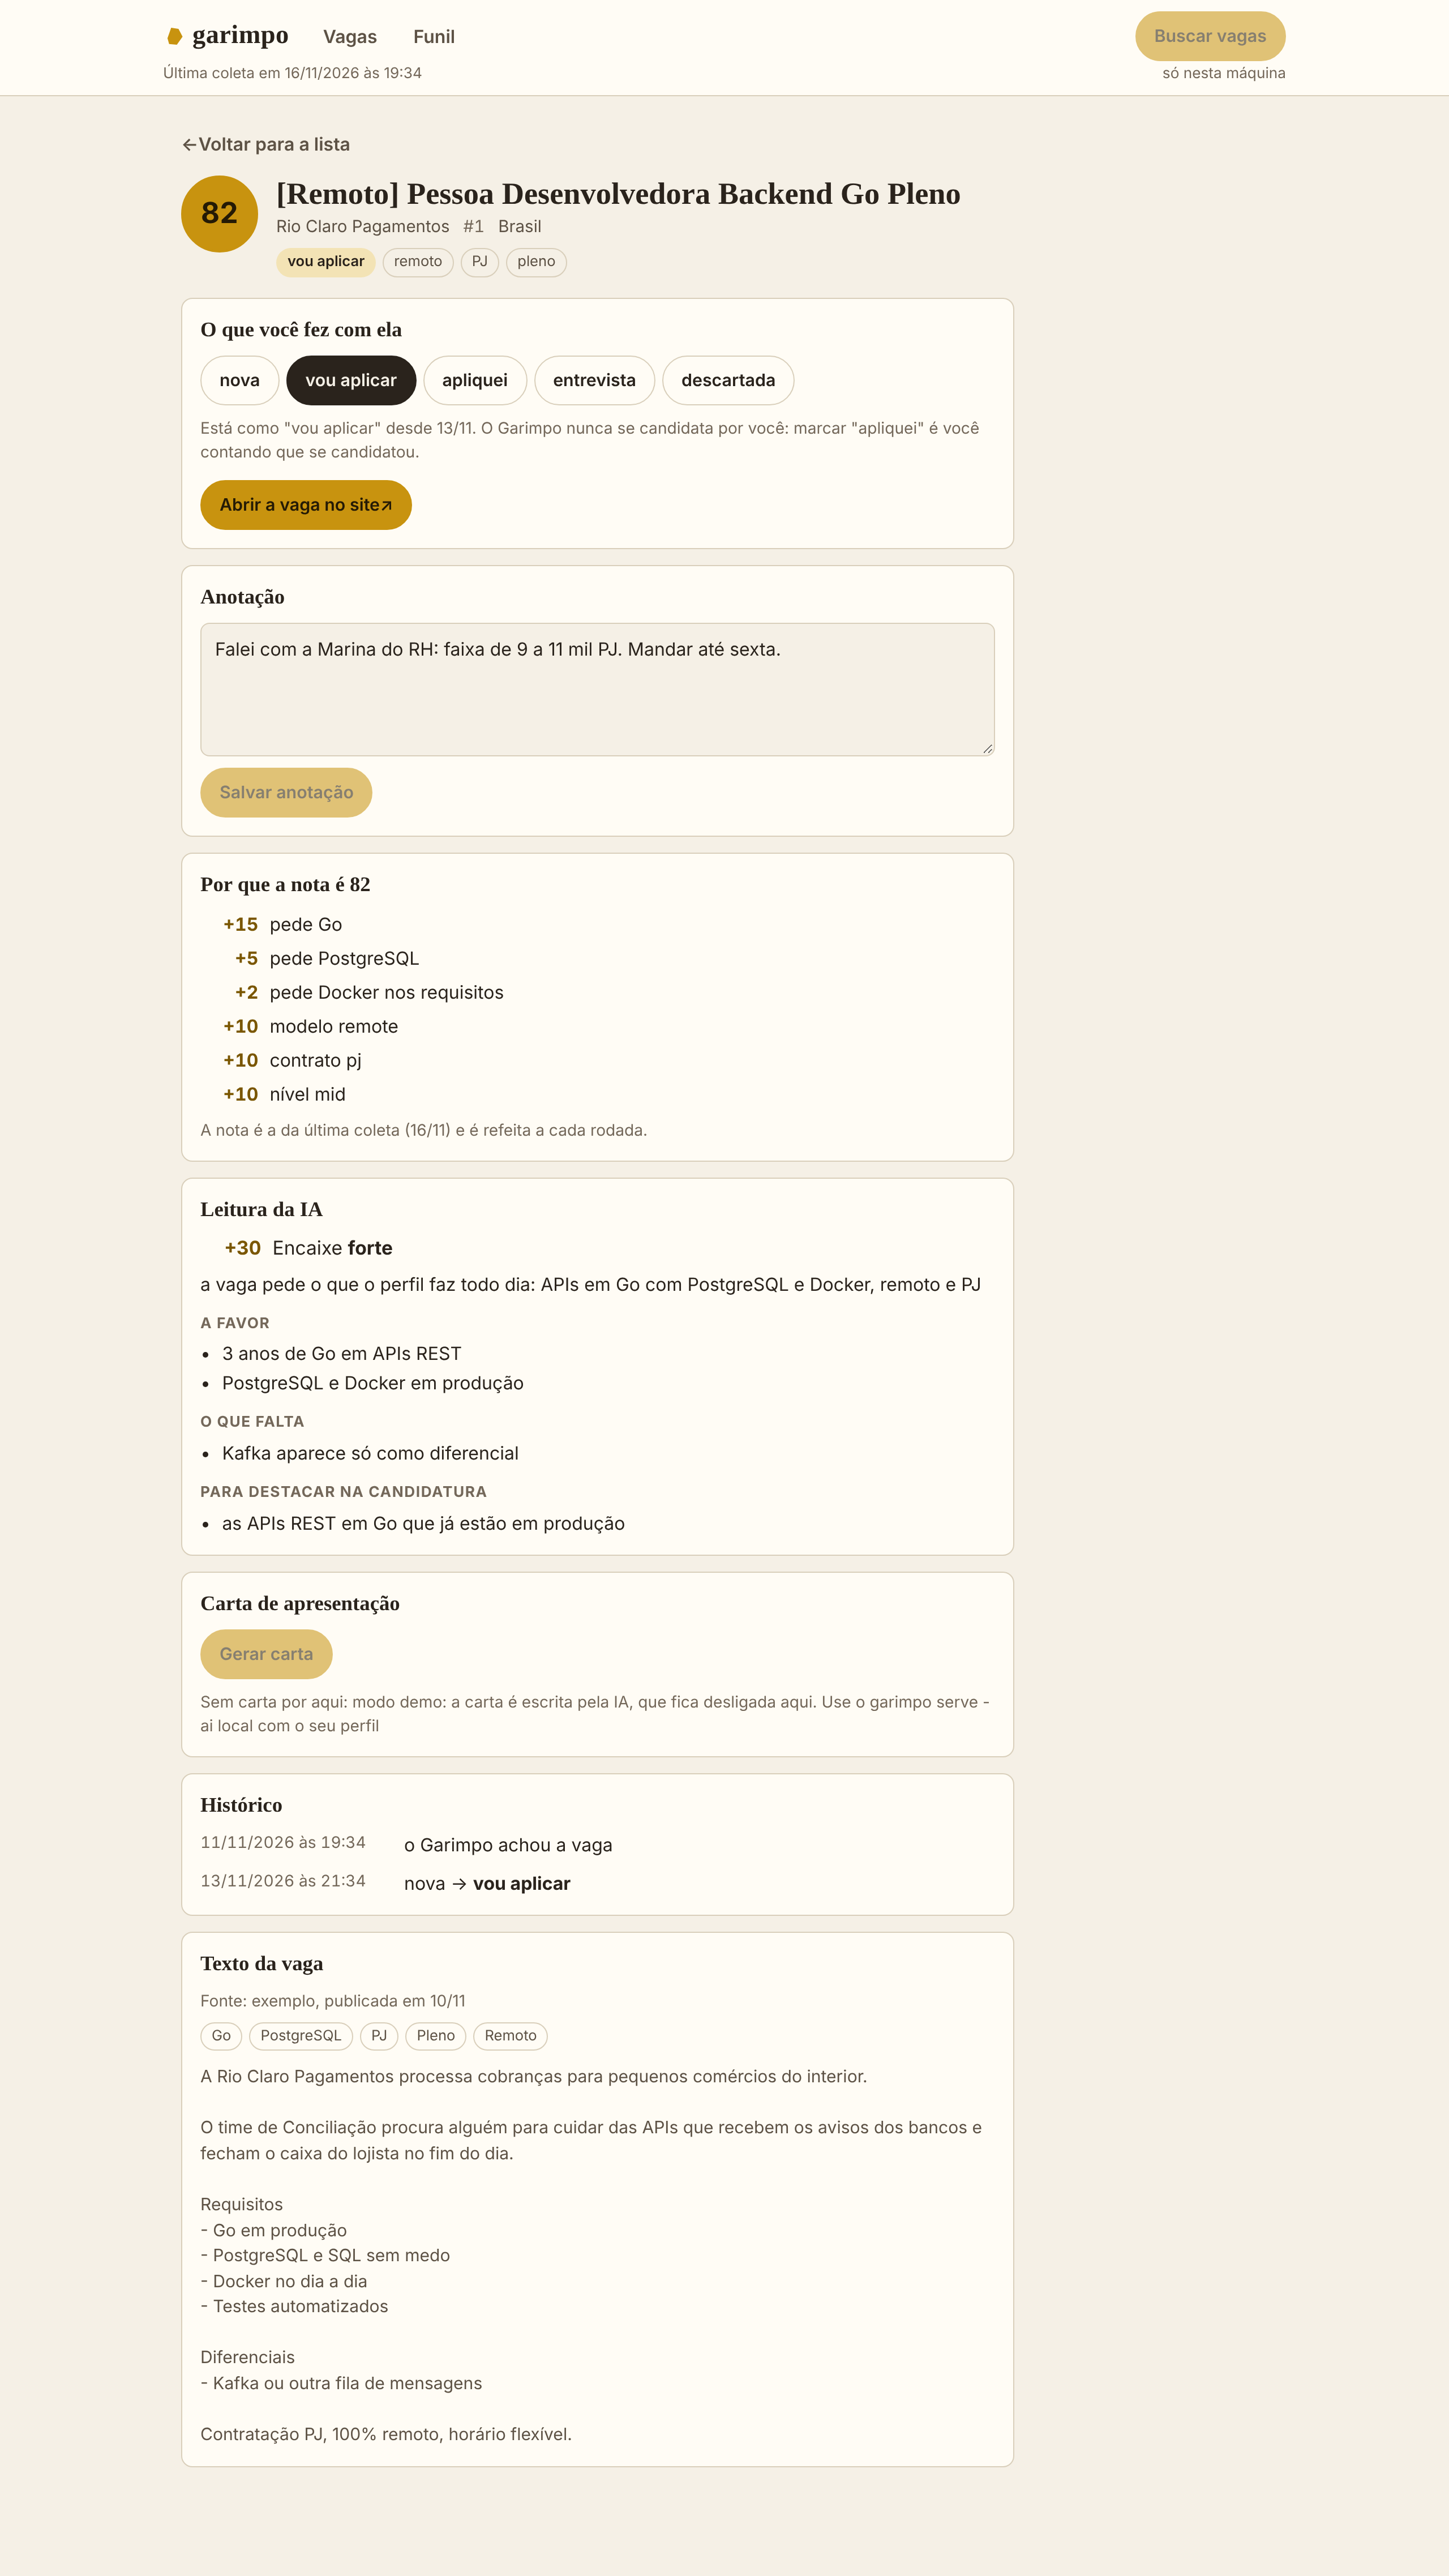 garimpo
Vagas
Funil
Buscar vagas
Última coleta em 16/11/2026 às 19:34
só nesta máquina
←Voltar para a lista
82
[Remoto] Pessoa Desenvolvedora Backend Go Pleno
Rio Claro Pagamentos #1 Brasil
vou aplicar remoto PJ pleno
O que você fez com ela
nova vou aplicar apliquei entrevista descartada
Está como "vou aplicar" desde 13/11. O Garimpo nunca se candidata por você: marcar "apliquei" é você
contando que se candidatou.
Abrir a vaga no site↗
Anotação
Falei com a Marina do RH: faixa de 9 a 11 mil PJ. Mandar até sexta.
Salvar anotação
Por que a nota é 82
+15 pede Go
+5 pede PostgreSQL
+2 pede Docker nos requisitos
+10 modelo remote
+10 contrato pj
+10 nível mid
A nota é a da última coleta (16/11) e é refeita a cada rodada.
Leitura da IA
+30 Encaixe forte
a vaga pede o que o perfil faz todo dia: APIs em Go com PostgreSQL e Docker, remoto e PJ
A FAVOR
• 3 anos de Go em APIs REST
• PostgreSQL e Docker em produção
O QUE FALTA
• Kafka aparece só como diferencial
PARA DESTACAR NA CANDIDATURA
• as APIs REST em Go que já estão em produção
Carta de apresentação
Gerar carta
Sem carta por aqui: modo demo: a carta é escrita pela IA, que fica desligada aqui. Use o garimpo serve -
ai local com o seu perfil
Histórico
11/11/2026 às 19:34 o Garimpo achou a vaga
13/11/2026 às 21:34 nova → vou aplicar
Texto da vaga
Fonte: exemplo, publicada em 10/11
Go PostgreSQL PJ Pleno Remoto
A Rio Claro Pagamentos processa cobranças para pequenos comércios do interior.
O time de Conciliação procura alguém para cuidar das APIs que recebem os avisos dos bancos e
fecham o caixa do lojista no fim do dia.
Requisitos
- Go em produção
- PostgreSQL e SQL sem medo
- Docker no dia a dia
- Testes automatizados
Diferenciais
- Kafka ou outra fila de mensagens
Contratação PJ, 100% remoto, horário flexível.